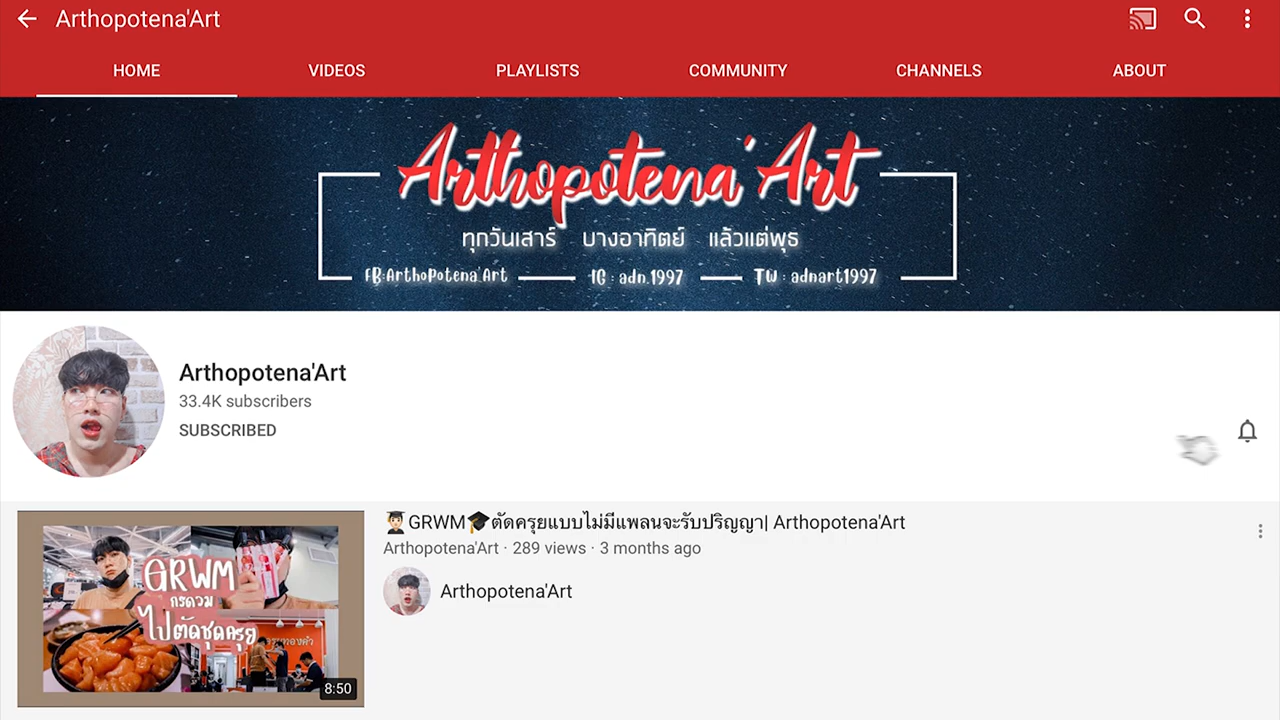 Arthopotena'Art
HOME VIDEOS PLAYLISTS COMMUNITY CHANNELS ABOUT
Arthopotena'Art
ทุกวันเสาร์ บางอาทิตย์ แล้วแต่พุธ
FB:ArthoPotena'Art IG : adn.1997 TW : adnart1997
Arthopotena'Art
33.4K subscribers
SUBSCRIBED
GRWM ตัดครุยแบบไม่มีแพลนจะรับปริญญา| Arthopotena'Art
Arthopotena'Art · 289 views · 3 months ago
Arthopotena'Art
GRWM
กรดวม
ไปตัดชุดครุย
8:50